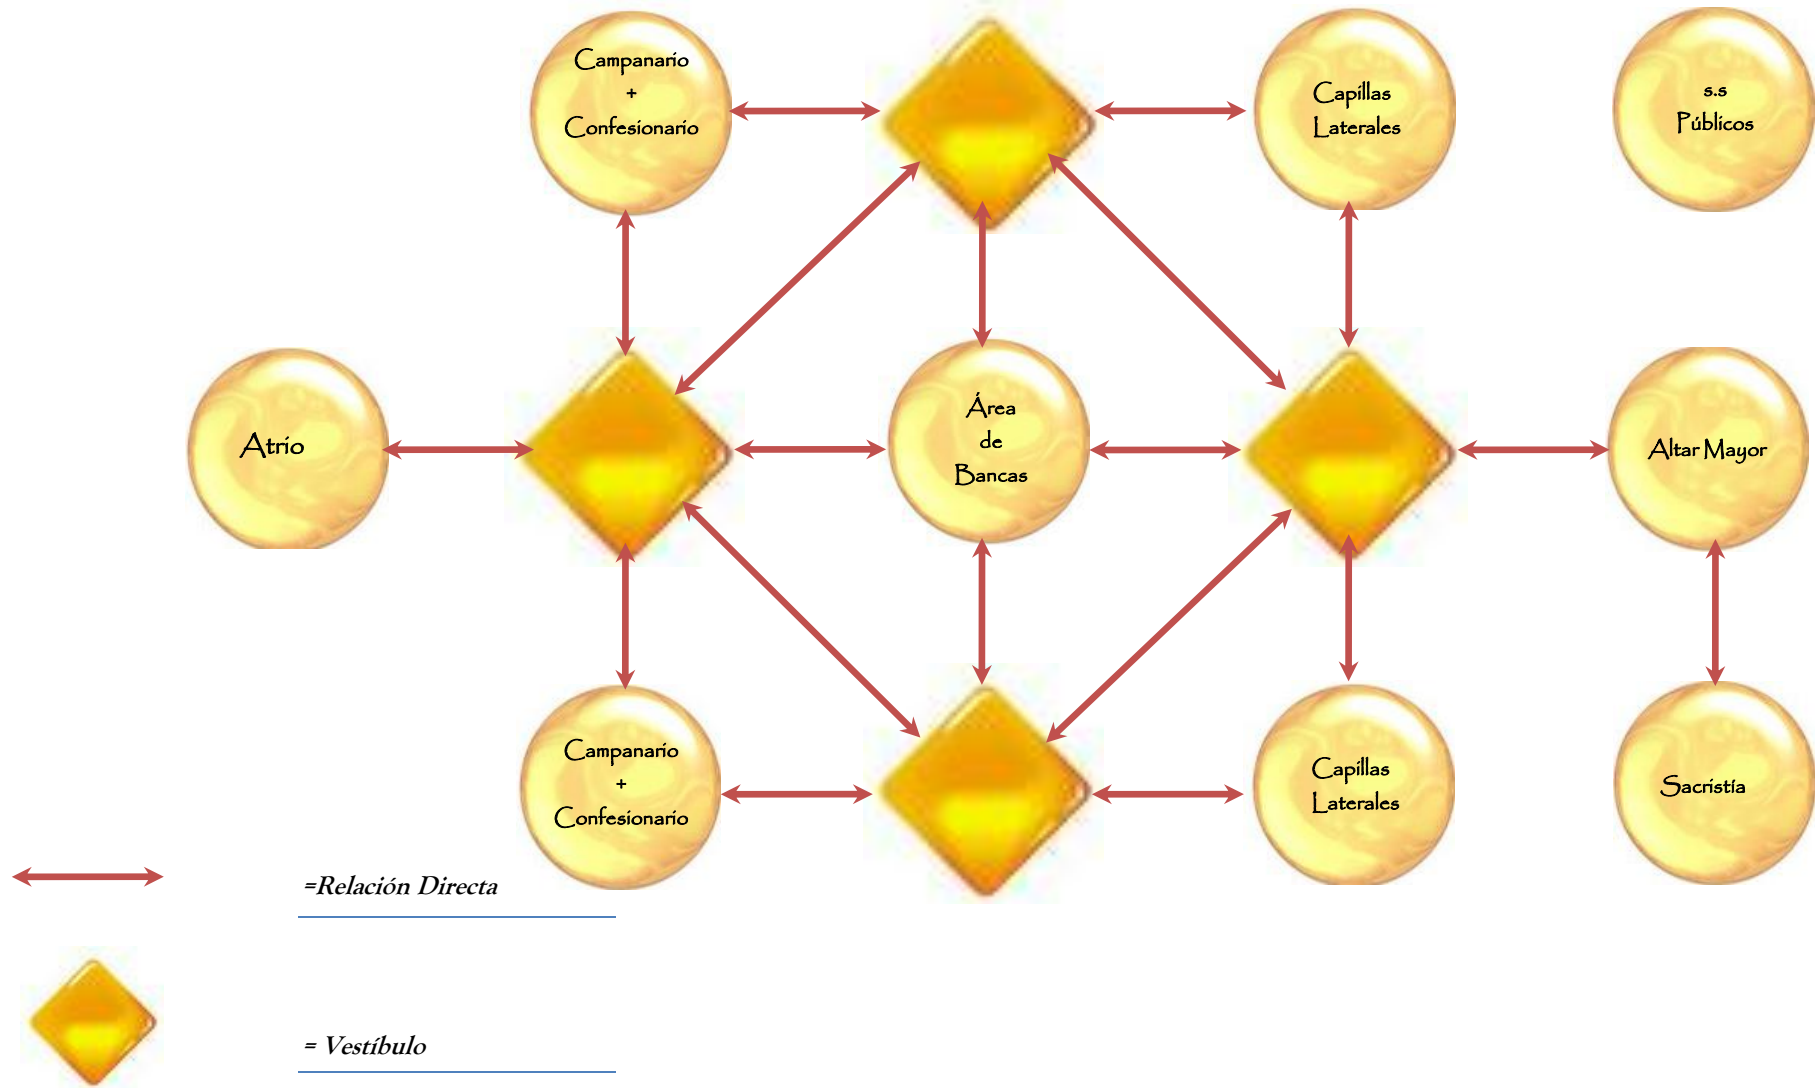 Campanario
+
Confesionario
Capillas
Laterales
s.s
Públicos
Atrio
Área
de
Bancas
Altar Mayor
Campanario
+
Confesionario
Capillas
Laterales
Sacristía
=Relación Directa
= Vestíbulo